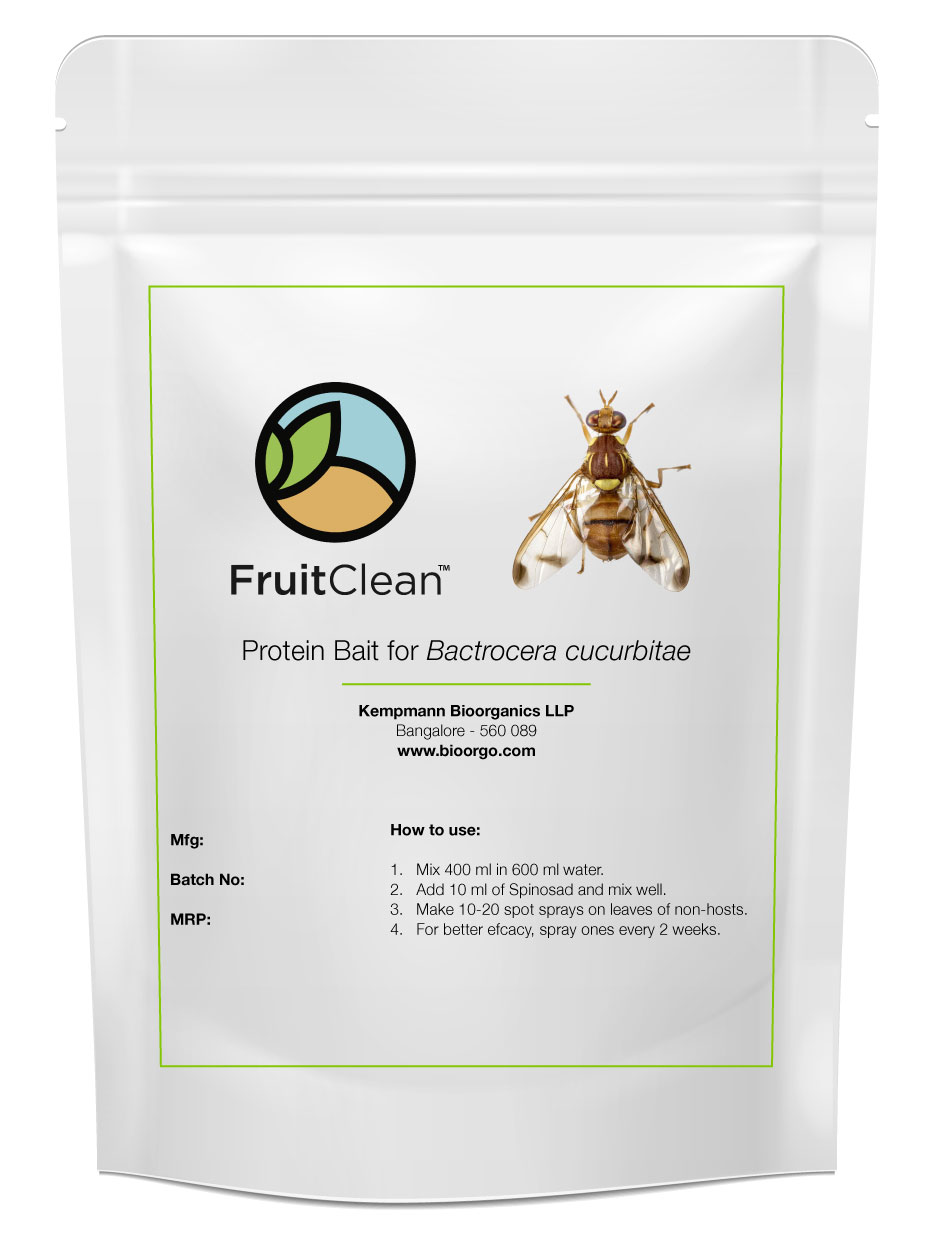 FruitClean™
Protein Bait for Bactrocera cucurbitae
Kempmann Bioorganics LLP
Bangalore - 560 089
www.bioorgo.com
Mfg:
Batch No:
MRP:
How to use:
1. Mix 400 ml in 600 ml water.
2. Add 10 ml of Spinosad and mix well.
3. Make 10-20 spot sprays on leaves of non-hosts.
4. For better efcacy, spray ones every 2 weeks.